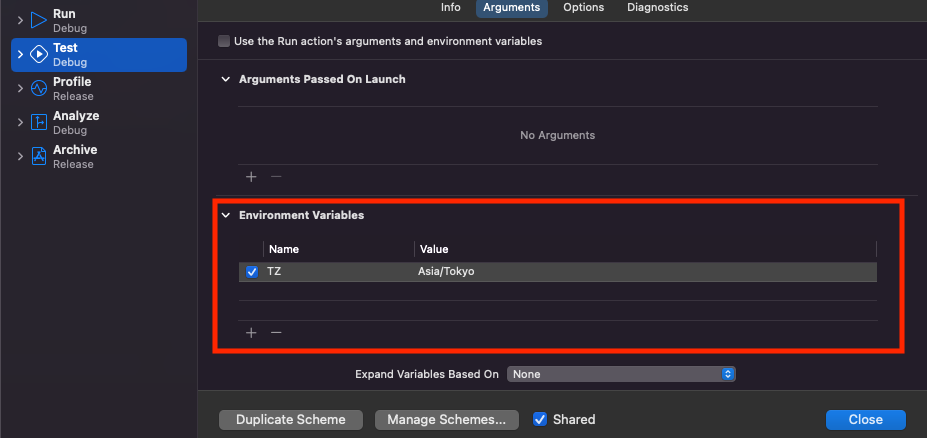 Run
Debug
Test
Debug
Profile
Release
Analyze
Debug
Archive
Release
Info Arguments Options Diagnostics
Use the Run action's arguments and environment variables
Arguments Passed On Launch
No Arguments
Environment Variables
Name Value
TZ Asia/Tokyo
Expand Variables Based On None
Duplicate Scheme Manage Schemes... Shared Close